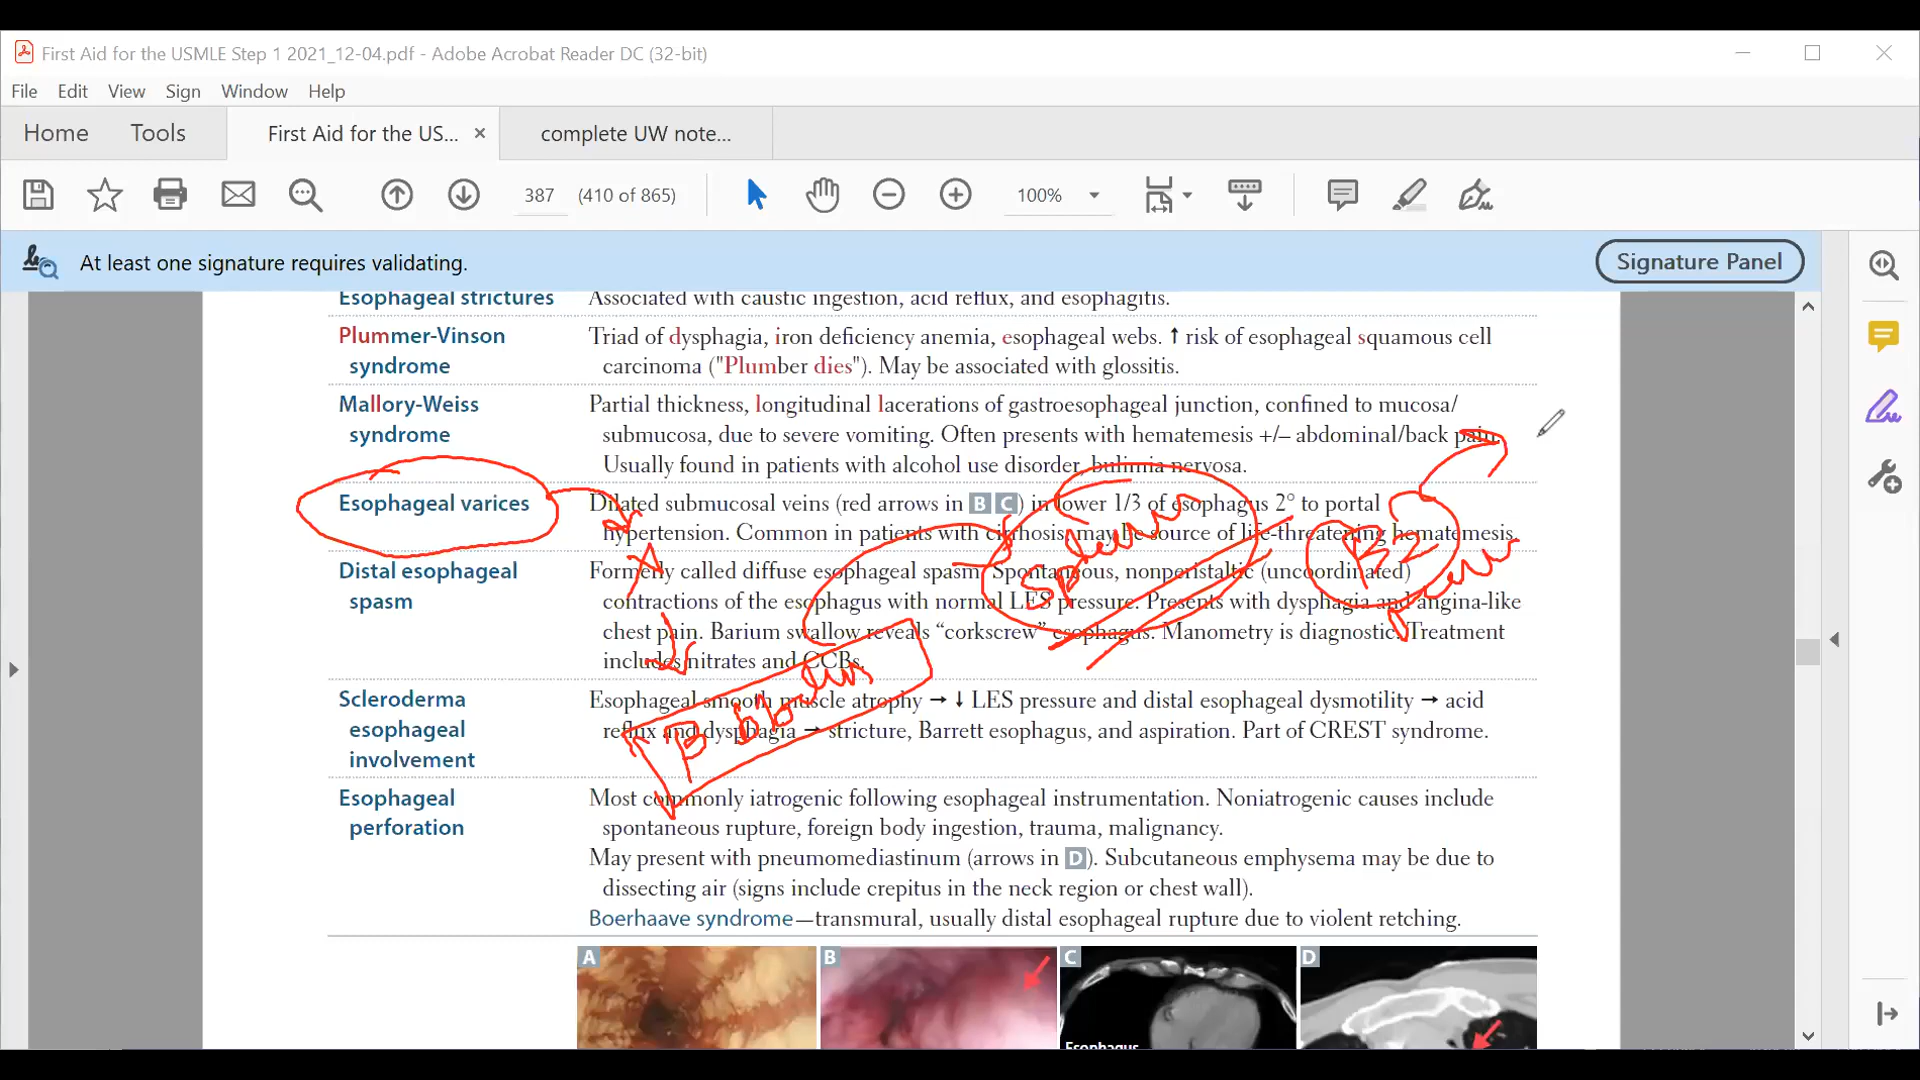 First Aid for the USMLE Step 1 2021_12-04.pdf - Adobe Acrobat Reader DC (32-bit)
File Edit View Sign Window Help
Home Tools First Aid for the US... × complete UW note...
387 (410 of 865) 100%
At least one signature requires validating. Signature Panel
Esophageal strictures Associated with caustic ingestion, acid reflux, and esophagitis.
Plummer-Vinson syndrome
Triad of dysphagia, iron deficiency anemia, esophageal webs. ↑ risk of esophageal squamous cell
carcinoma ("Plumber dies"). May be associated with glossitis.
Mallory-Weiss syndrome
Partial thickness, longitudinal lacerations of gastroesophageal junction, confined to mucosa/
submucosa, due to severe vomiting. Often presents with hematemesis +/– abdominal/back pain.
Usually found in patients with alcohol use disorder, bulimia nervosa.
Esophageal varices
Dilated submucosal veins (red arrows in B C) in lower 1/3 of esophagus 2° to portal
hypertension. Common in patients with cirrhosis, may be source of life-threatening hematemesis.
Distal esophageal spasm
Formerly called diffuse esophageal spasm. Spontaneous, nonperistaltic (uncoordinated)
contractions of the esophagus with normal LES pressure. Presents with dysphagia and angina-like
chest pain. Barium swallow reveals “corkscrew” esophagus. Manometry is diagnostic. Treatment
includes nitrates and CCBs.
Scleroderma esophageal involvement
Esophageal smooth muscle atrophy → ↓ LES pressure and distal esophageal dysmotility → acid
reflux and dysphagia → stricture, Barrett esophagus, and aspiration. Part of CREST syndrome.
Esophageal perforation
Most commonly iatrogenic following esophageal instrumentation. Noniatrogenic causes include
spontaneous rupture, foreign body ingestion, trauma, malignancy.
May present with pneumomediastinum (arrows in D). Subcutaneous emphysema may be due to
dissecting air (signs include crepitus in the neck region or chest wall).
Boerhaave syndrome—transmural, usually distal esophageal rupture due to violent retching.
A B C D
Esophagus
B2
B blockers